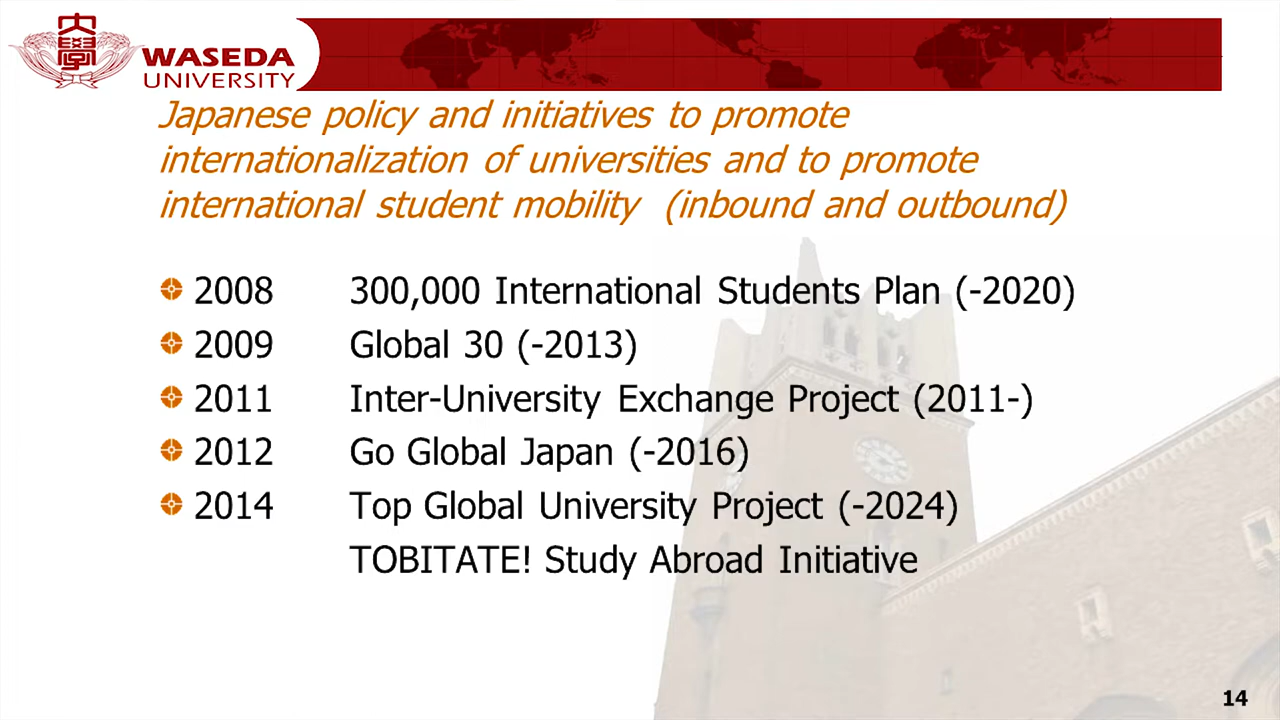 大學
WASEDA
UNIVERSITY
Japanese policy and initiatives to promote
internationalization of universities and to promote
international student mobility (inbound and outbound)
2008 300,000 International Students Plan (-2020)
2009 Global 30 (-2013)
2011 Inter-University Exchange Project (2011-)
2012 Go Global Japan (-2016)
2014 Top Global University Project (-2024)
TOBITATE! Study Abroad Initiative
14